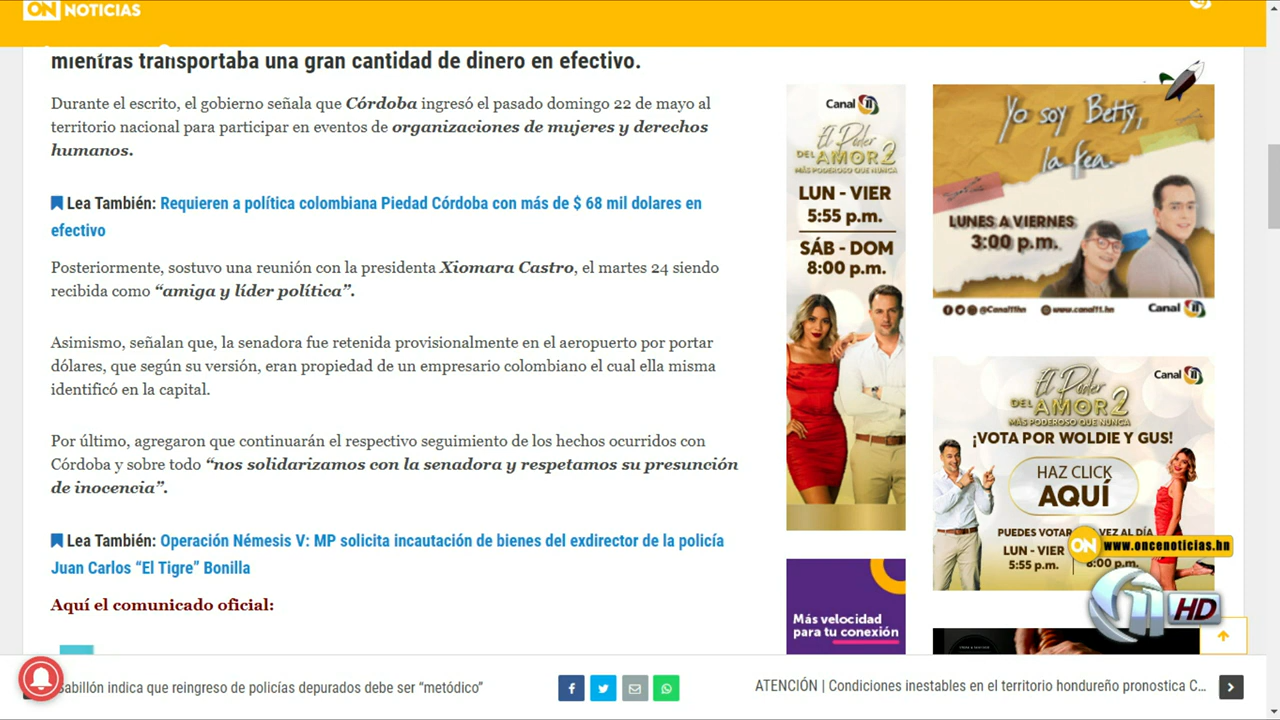 ON NOTICIAS
mientras transportaba una gran cantidad de dinero en efectivo.
Durante el escrito, el gobierno señala que Córdoba ingresó el pasado domingo 22 de mayo al
territorio nacional para participar en eventos de organizaciones de mujeres y derechos
humanos.
Lea También: Requieren a política colombiana Piedad Córdoba con más de $ 68 mil dolares en
efectivo
Posteriormente, sostuvo una reunión con la presidenta Xiomara Castro, el martes 24 siendo
recibida como “amiga y líder política”.
Asimismo, señalan que, la senadora fue retenida provisionalmente en el aeropuerto por portar
dólares, que según su versión, eran propiedad de un empresario colombiano el cual ella misma
identificó en la capital.
Por último, agregaron que continuarán el respectivo seguimiento de los hechos ocurridos con
Córdoba y sobre todo “nos solidarizamos con la senadora y respetamos su presunción
de inocencia”.
Lea También: Operación Némesis V: MP solicita incautación de bienes del exdirector de la policía
Juan Carlos “El Tigre” Bonilla
Aquí el comunicado oficial:
Canal 11
El Poder
DEL AMOR 2
MÁS PODEROSO QUE NUNCA
LUN - VIER
5:55 p.m.
SÁB - DOM
8:00 p.m.
Más velocidad
para tu conexión
Yo soy Betty,
la fea.
LUNES A VIERNES
3:00 p.m.
@Canal11hn
www.canal11.hn
Canal 11
Canal 11
El Poder
DEL AMOR 2
MÁS PODEROSO QUE NUNCA
¡VOTA POR WOLDIE Y GUS!
HAZ CLICK
AQUÍ
PUEDES VOTAR VEZ AL DÍA
LUN - VIER
5:55 p.m.
8:00 p.m.
ON www.oncenoticias.hn
11 HD
Sabillón indica que reingreso de policías depurados debe ser “metódico”
ATENCIÓN | Condiciones inestables en el territorio hondureño pronostica C...